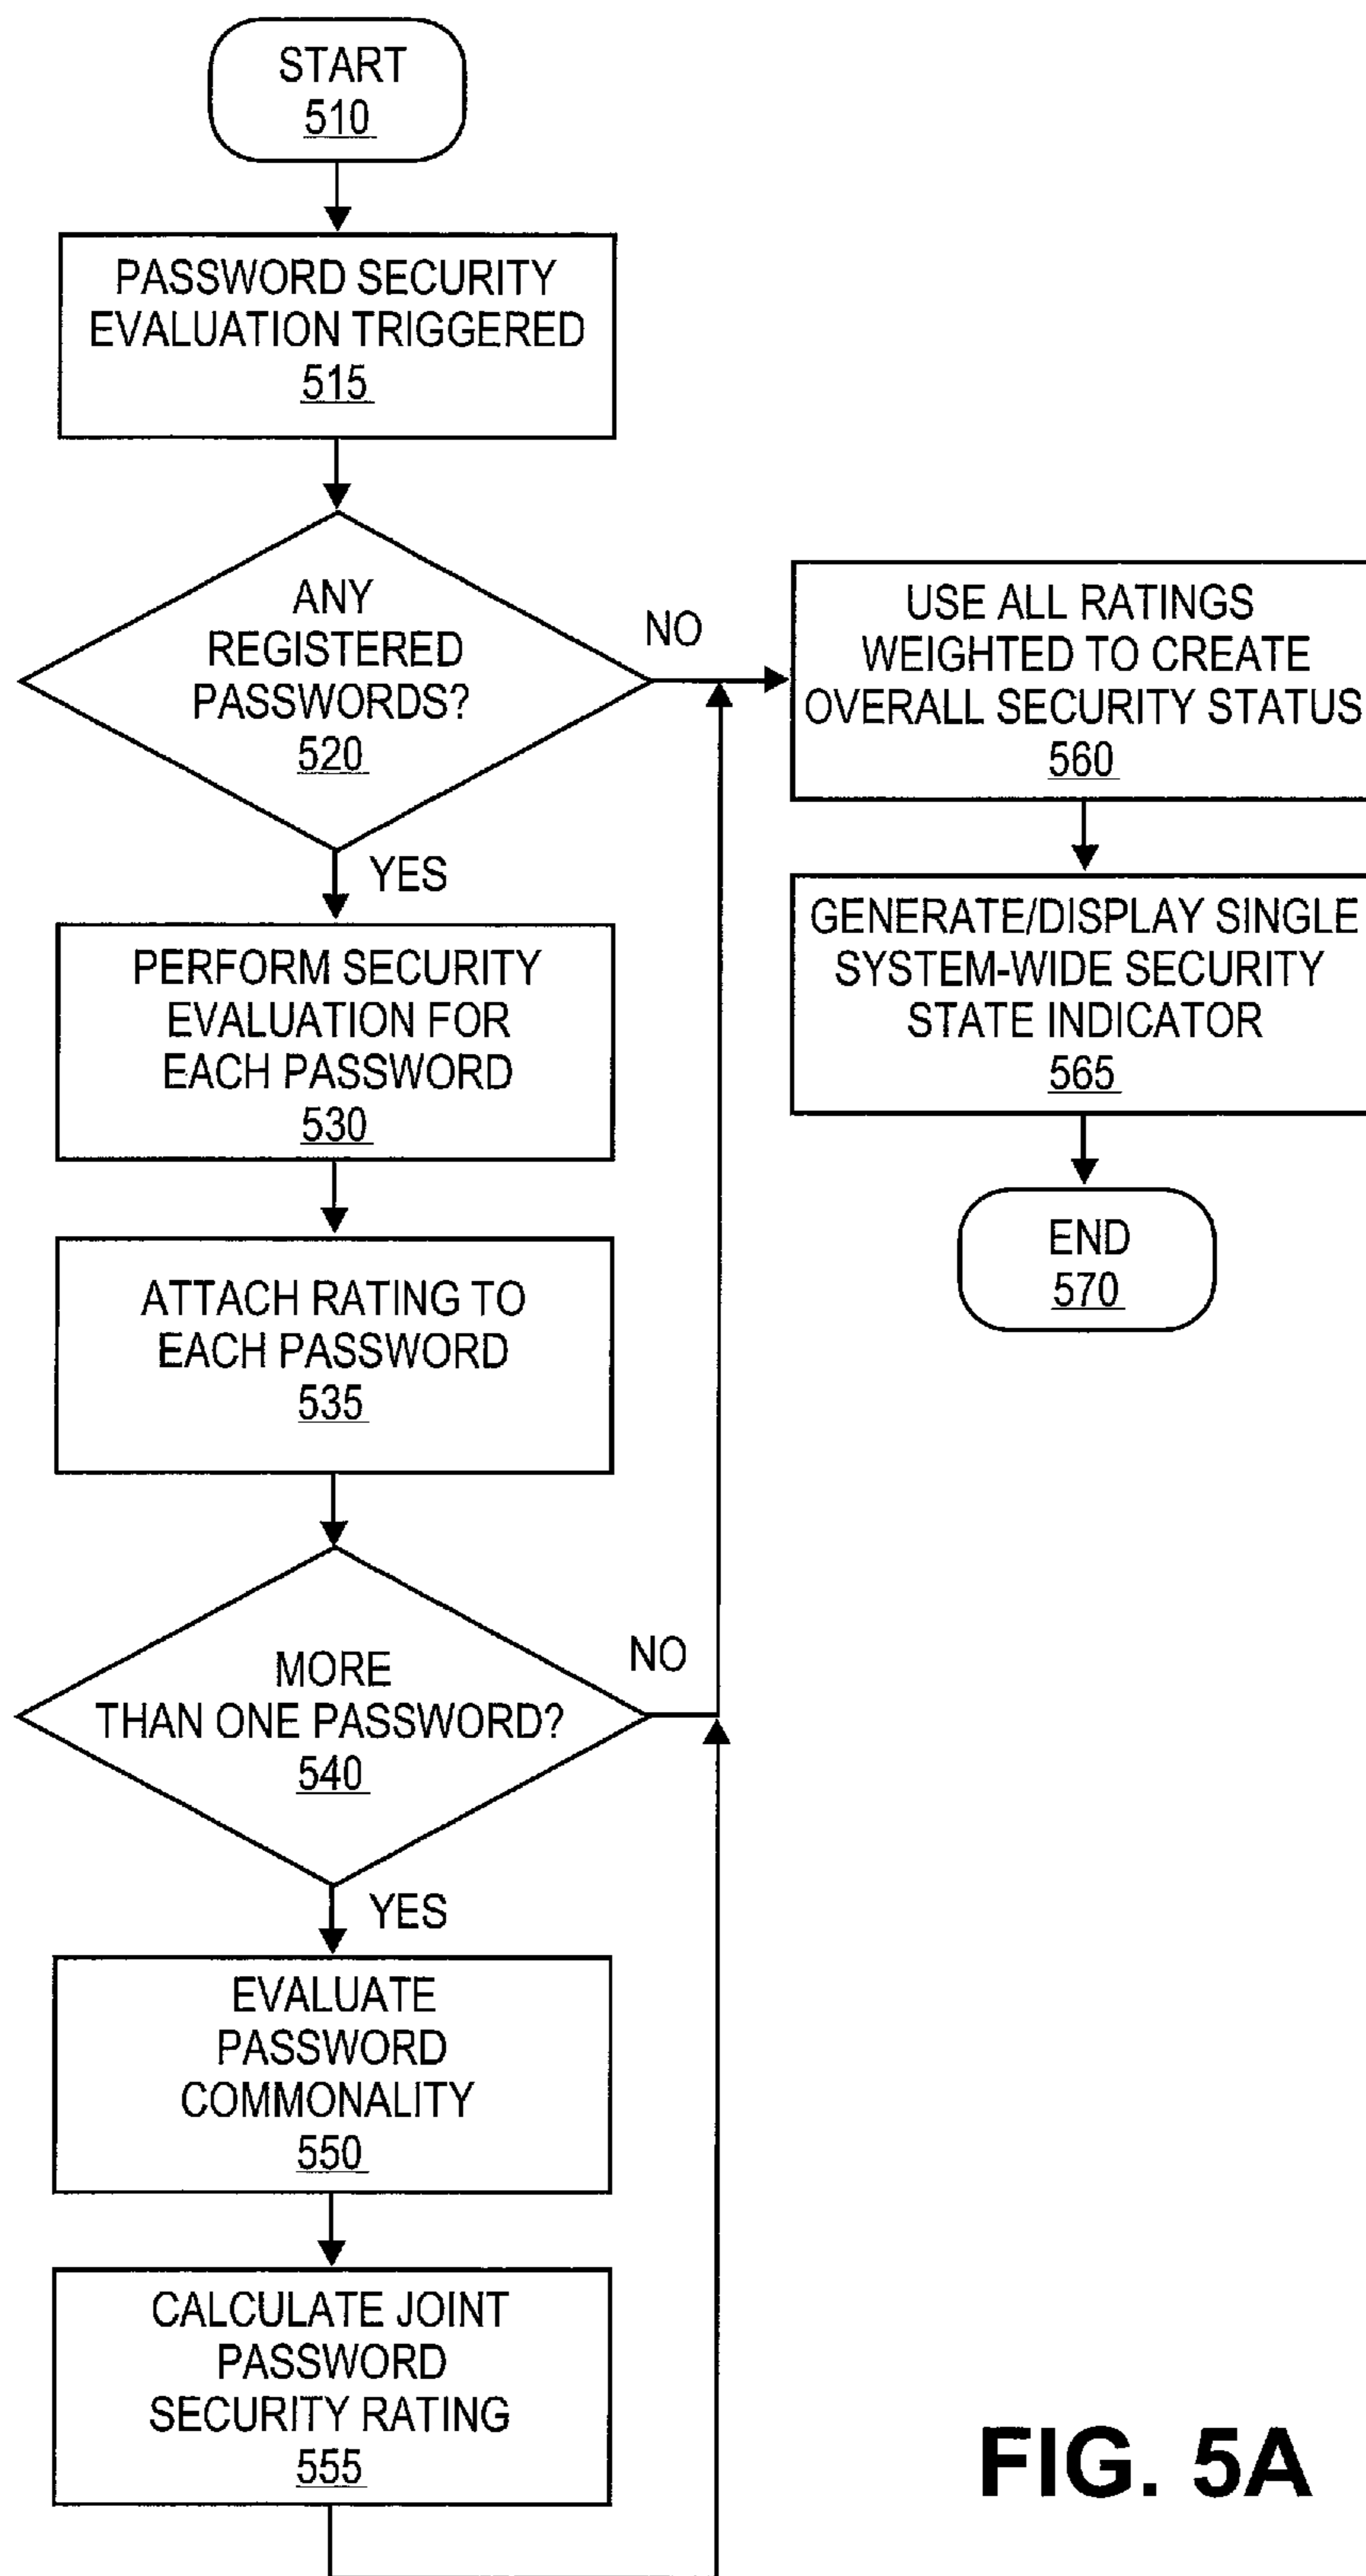 START
510
PASSWORD SECURITY
EVALUATION TRIGGERED
515
ANY
REGISTERED
PASSWORDS?
520
NO
YES
USE ALL RATINGS
WEIGHTED TO CREATE
OVERALL SECURITY STATUS
560
GENERATE/DISPLAY SINGLE
SYSTEM-WIDE SECURITY
STATE INDICATOR
565
END
570
PERFORM SECURITY
EVALUATION FOR
EACH PASSWORD
530
ATTACH RATING TO
EACH PASSWORD
535
MORE
THAN ONE PASSWORD?
540
NO
YES
EVALUATE
PASSWORD
COMMONALITY
550
CALCULATE JOINT
PASSWORD
SECURITY RATING
555
FIG. 5A